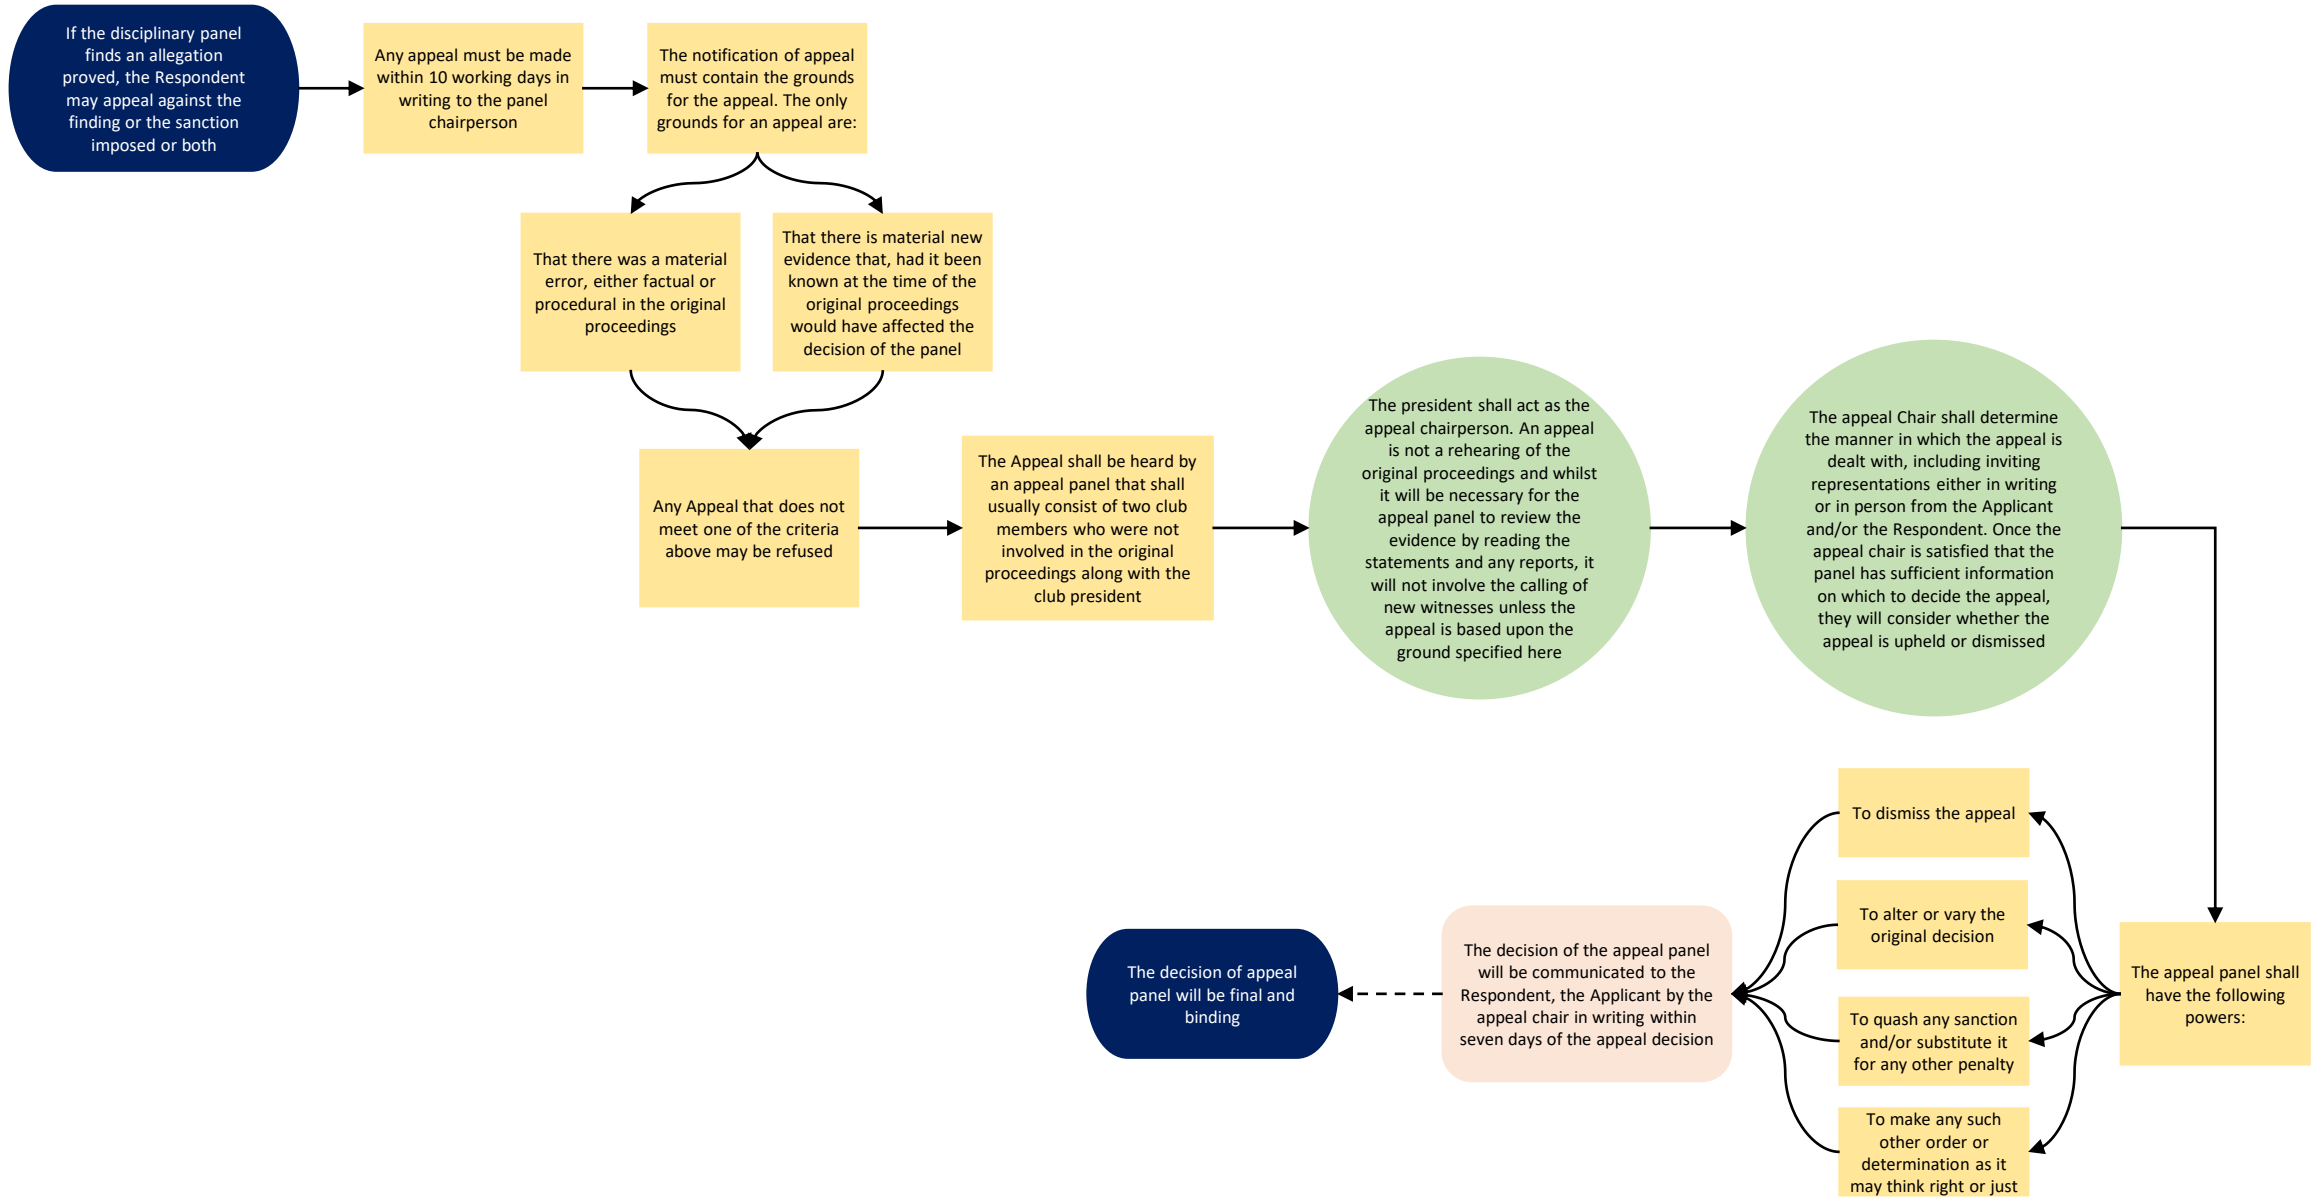 If the disciplinary panel
finds an allegation
proved, the Respondent
may appeal against the
finding or the sanction
imposed or both
Any appeal must be made
within 10 working days in
writing to the panel
chairperson
The notification of appeal
must contain the grounds
for the appeal. The only
grounds for an appeal are:
That there was a material
error, either factual or
procedural in the original
proceedings
That there is material new
evidence that, had it been
known at the time of the
original proceedings
would have affected the
decision of the panel
Any Appeal that does not
meet one of the criteria
above may be refused
The Appeal shall be heard by
an appeal panel that shall
usually consist of two club
members who were not
involved in the original
proceedings along with the
club president
The president shall act as the
appeal chairperson. An appeal
is not a rehearing of the
original proceedings and whilst
it will be necessary for the
appeal panel to review the
evidence by reading the
statements and any reports, it
will not involve the calling of
new witnesses unless the
appeal is based upon the
ground specified here
The appeal Chair shall determine
the manner in which the appeal is
dealt with, including inviting
representations either in writing
or in person from the Applicant
and/or the Respondent. Once the
appeal chair is satisfied that the
panel has sufficient information
on which to decide the appeal,
they will consider whether the
appeal is upheld or dismissed
The appeal panel shall
have the following
powers:
To dismiss the appeal
To alter or vary the
original decision
To quash any sanction
and/or substitute it
for any other penalty
To make any such
other order or
determination as it
may think right or just
The decision of the appeal panel
will be communicated to the
Respondent, the Applicant by the
appeal chair in writing within
seven days of the appeal decision
The decision of appeal
panel will be final and
binding